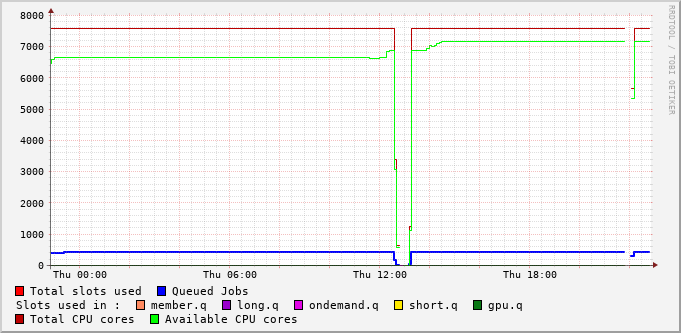 8000
7000
6000
5000
4000
3000
2000
1000
0
Thu 00:00 Thu 06:00 Thu 12:00 Thu 18:00
RRDTOOL / TOBI OETIKER
Total slots used Queued Jobs
Slots used in : member.q long.q ondemand.q short.q gpu.q
Total CPU cores Available CPU cores